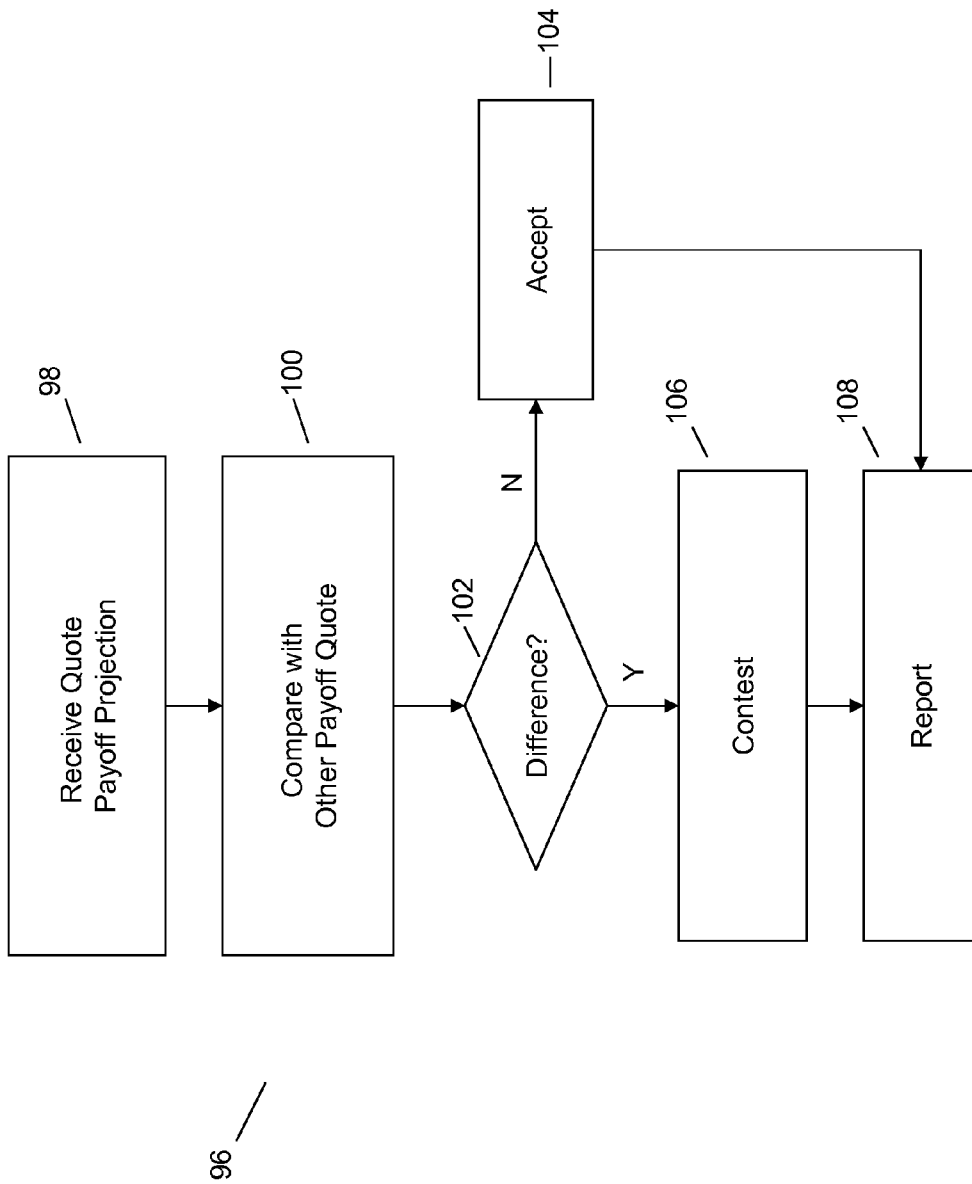 96
98
Receive Quote
Payoff Projection
100
Compare with
Other Payoff Quote
102
Difference?
N
104
Accept
Y
106
Contest
108
Report